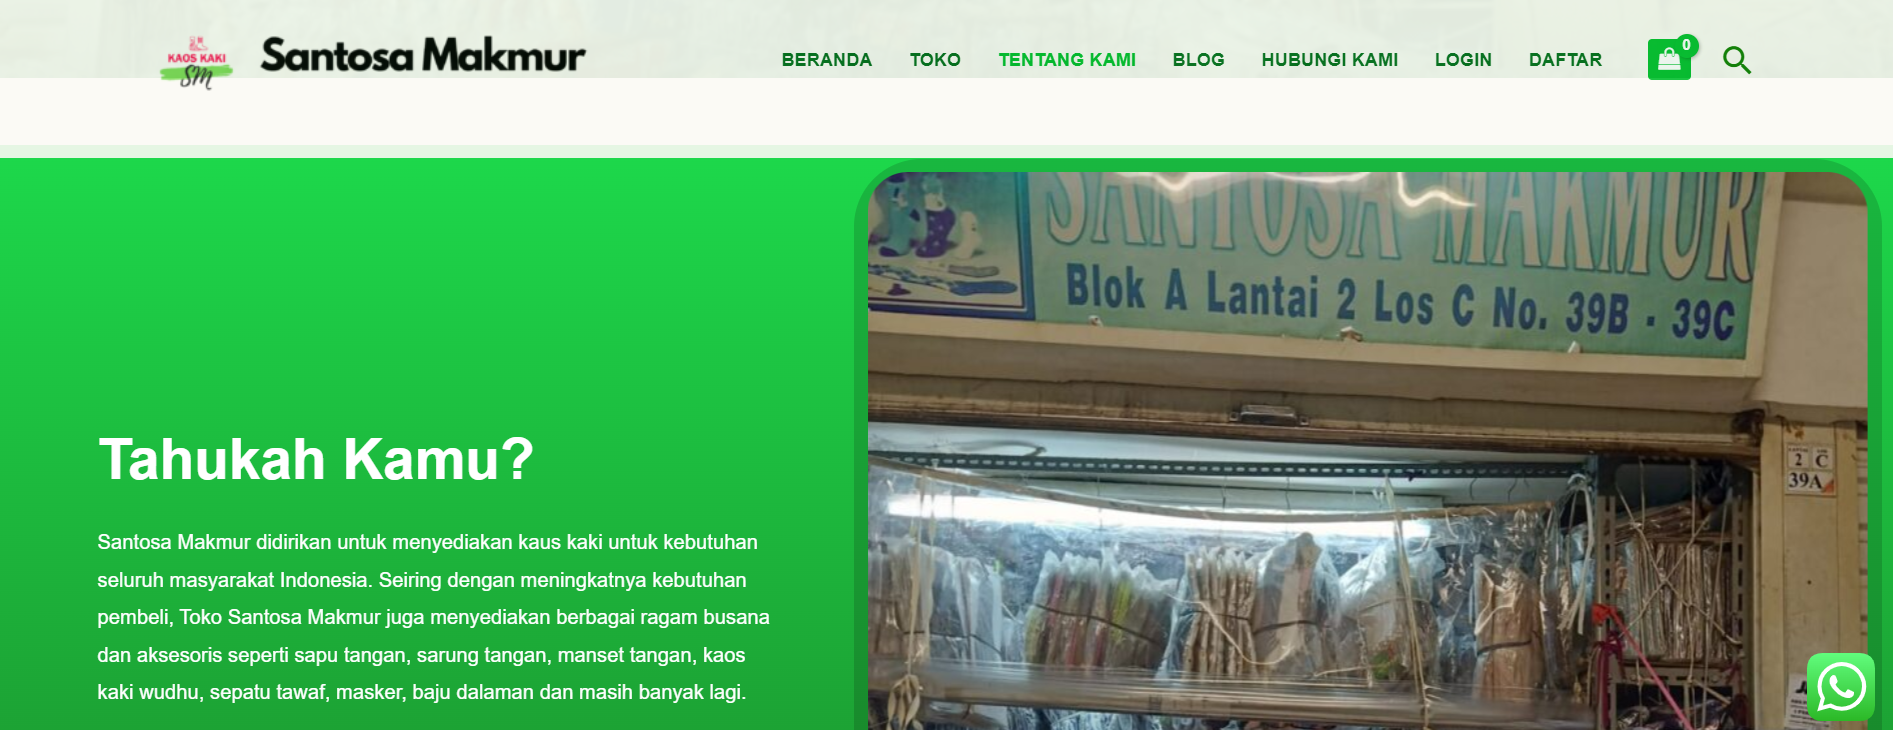 KAOS KAKI
SM
Santosa Makmur
BERANDA
TOKO
TENTANG KAMI
BLOG
HUBUNGI KAMI
LOGIN
DAFTAR
0
SANTOSA MAKMUR
Blok A Lantai 2 Los C No. 39B - 39C
2 C
39A
Tahukah Kamu?
Santosa Makmur didirikan untuk menyediakan kaus kaki untuk kebutuhan
seluruh masyarakat Indonesia. Seiring dengan meningkatnya kebutuhan
pembeli, Toko Santosa Makmur juga menyediakan berbagai ragam busana
dan aksesoris seperti sapu tangan, sarung tangan, manset tangan, kaos
kaki wudhu, sepatu tawaf, masker, baju dalaman dan masih banyak lagi.